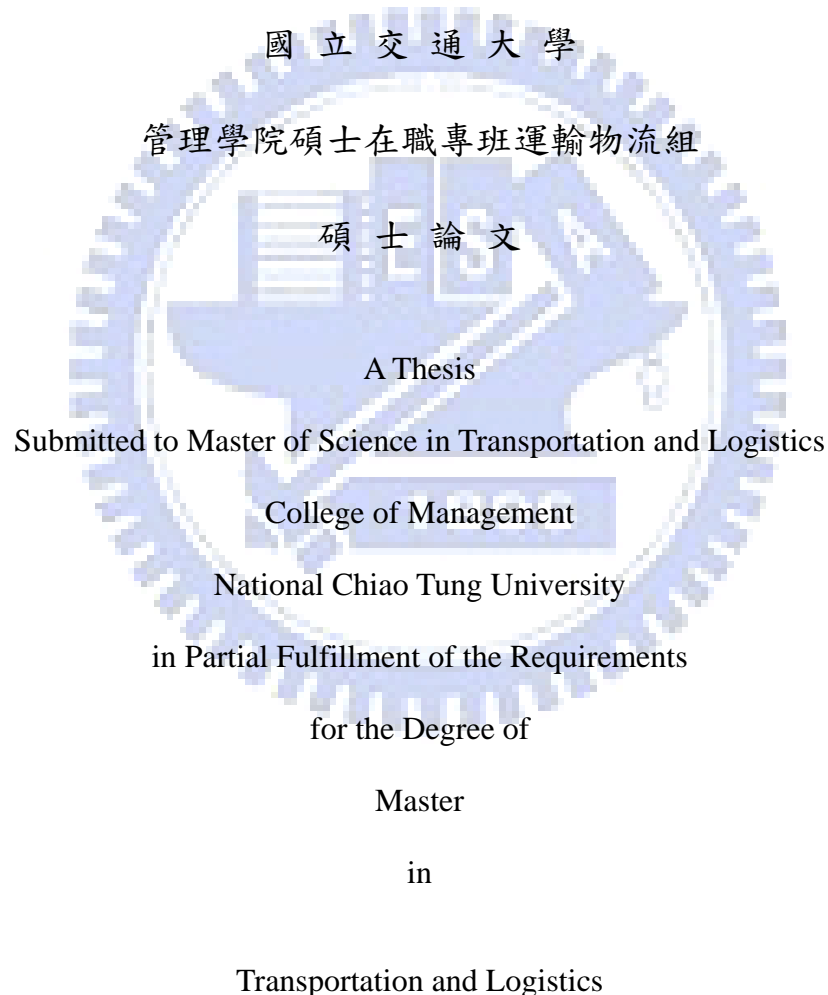 國 立 交 通 大 學
管理學院碩士在職專班運輸物流組
碩 士 論 文
A Thesis
Submitted to Master of Science in Transportation and Logistics
College of Management
National Chiao Tung University
in Partial Fulfillment of the Requirements
for the Degree of
Master
in
Transportation and Logistics